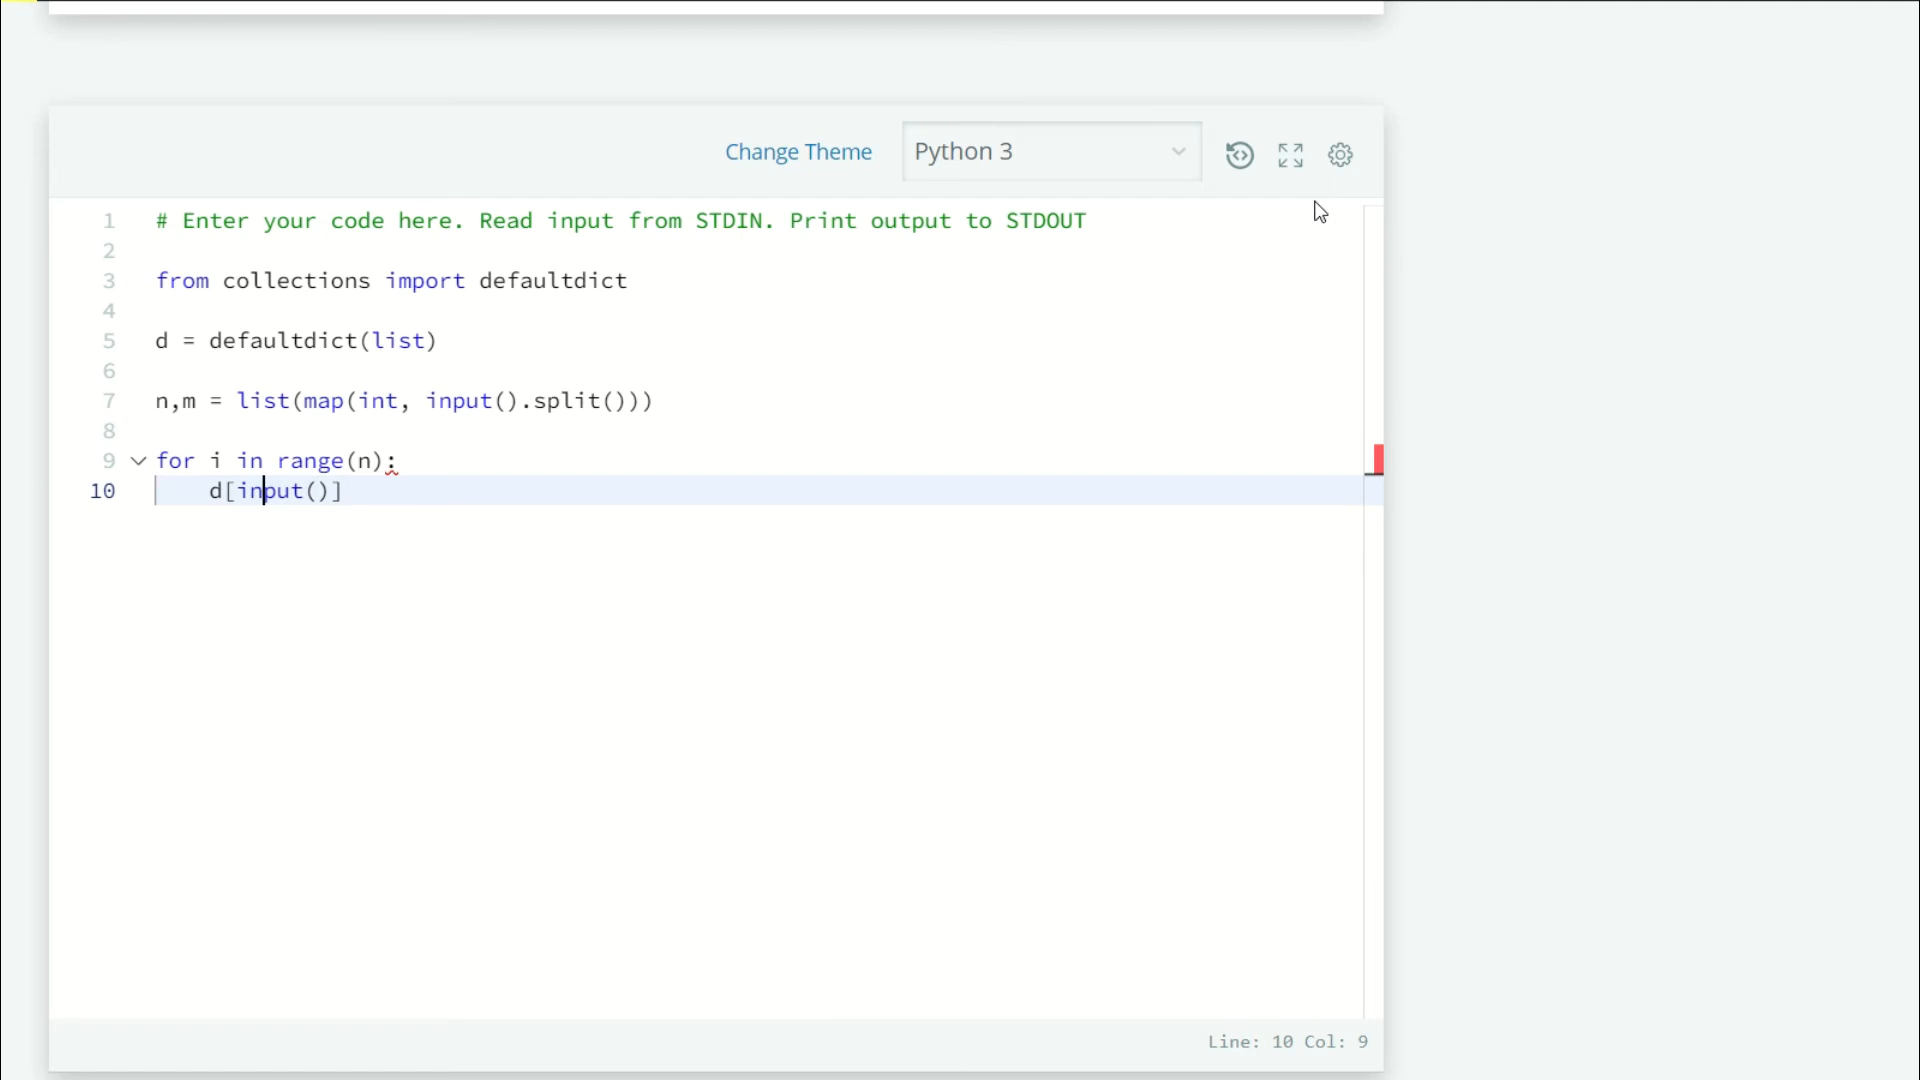 Change Theme Python 3
1 # Enter your code here. Read input from STDIN. Print output to STDOUT
2
3 from collections import defaultdict
4
5 d = defaultdict(list)
6
7 n,m = list(map(int, input().split()))
8
9 for i in range(n):
10 d[input()]
Line: 10 Col: 9